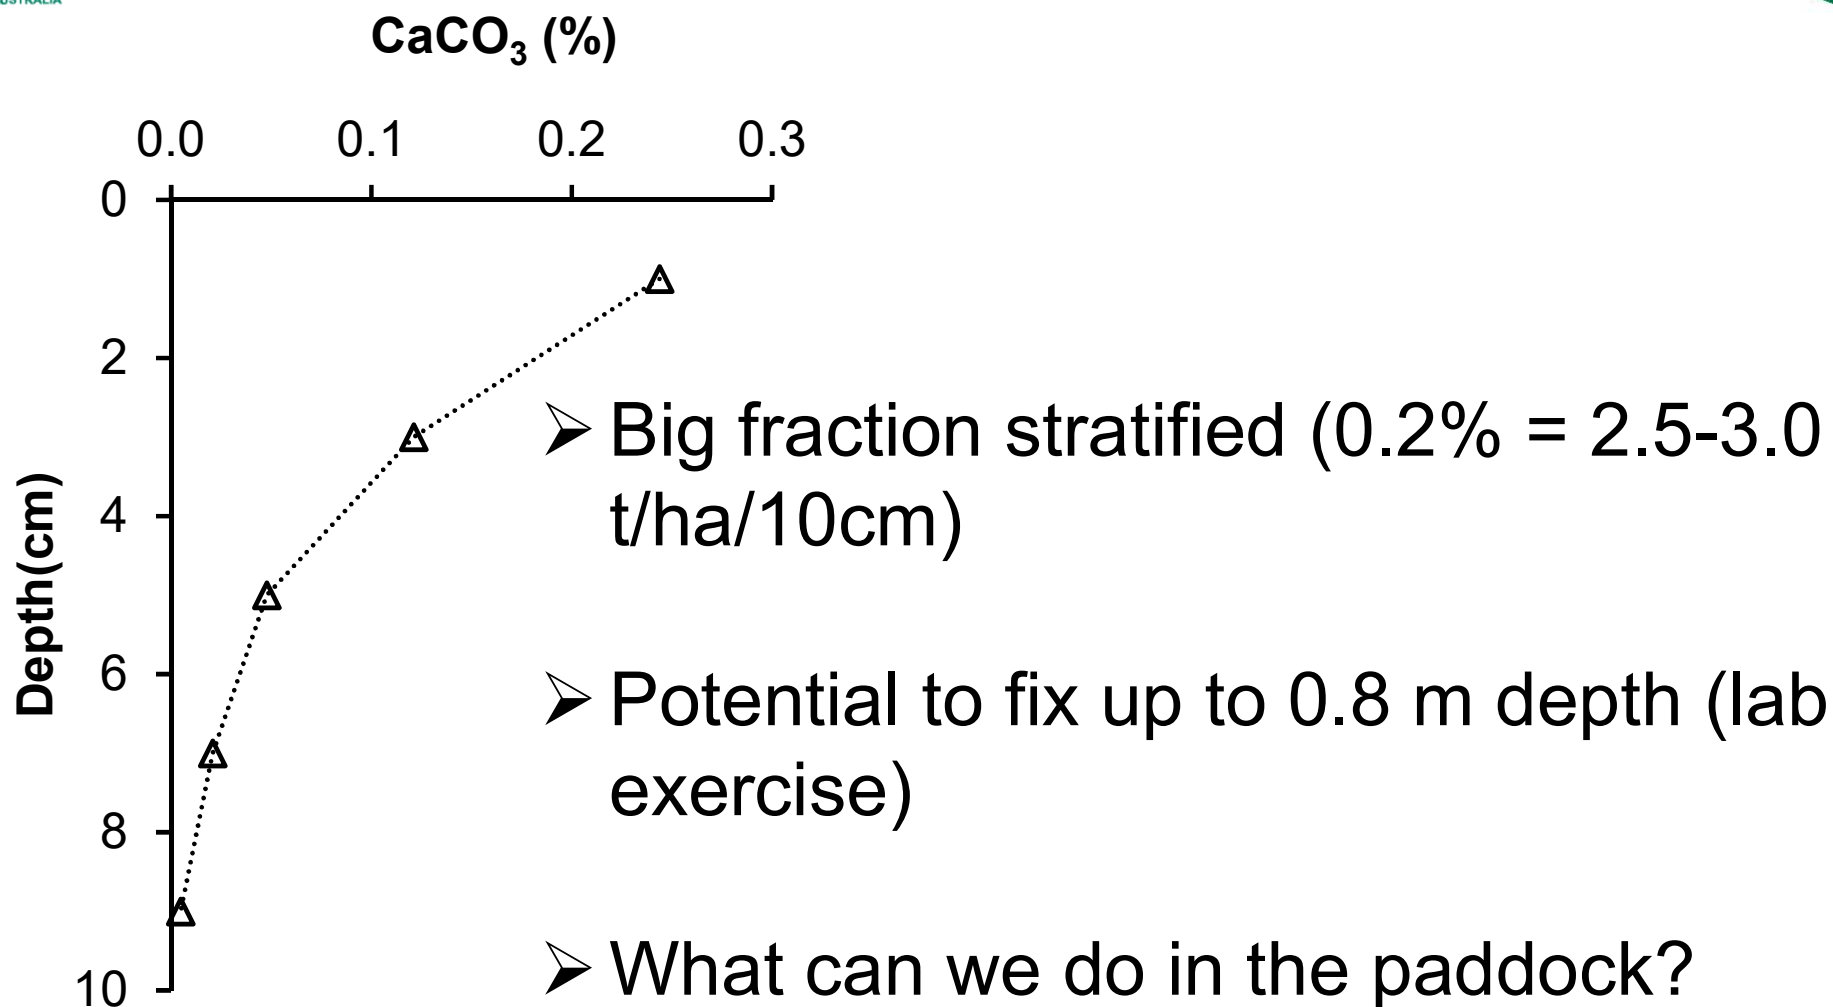 USTRALIA
CaCO₃ (%)
0.0 0.1 0.2 0.3
0
2
4
6
8
10
Depth(cm)
➢ Big fraction stratified (0.2% = 2.5-3.0
t/ha/10cm)
➢ Potential to fix up to 0.8 m depth (lab
exercise)
➢ What can we do in the paddock?